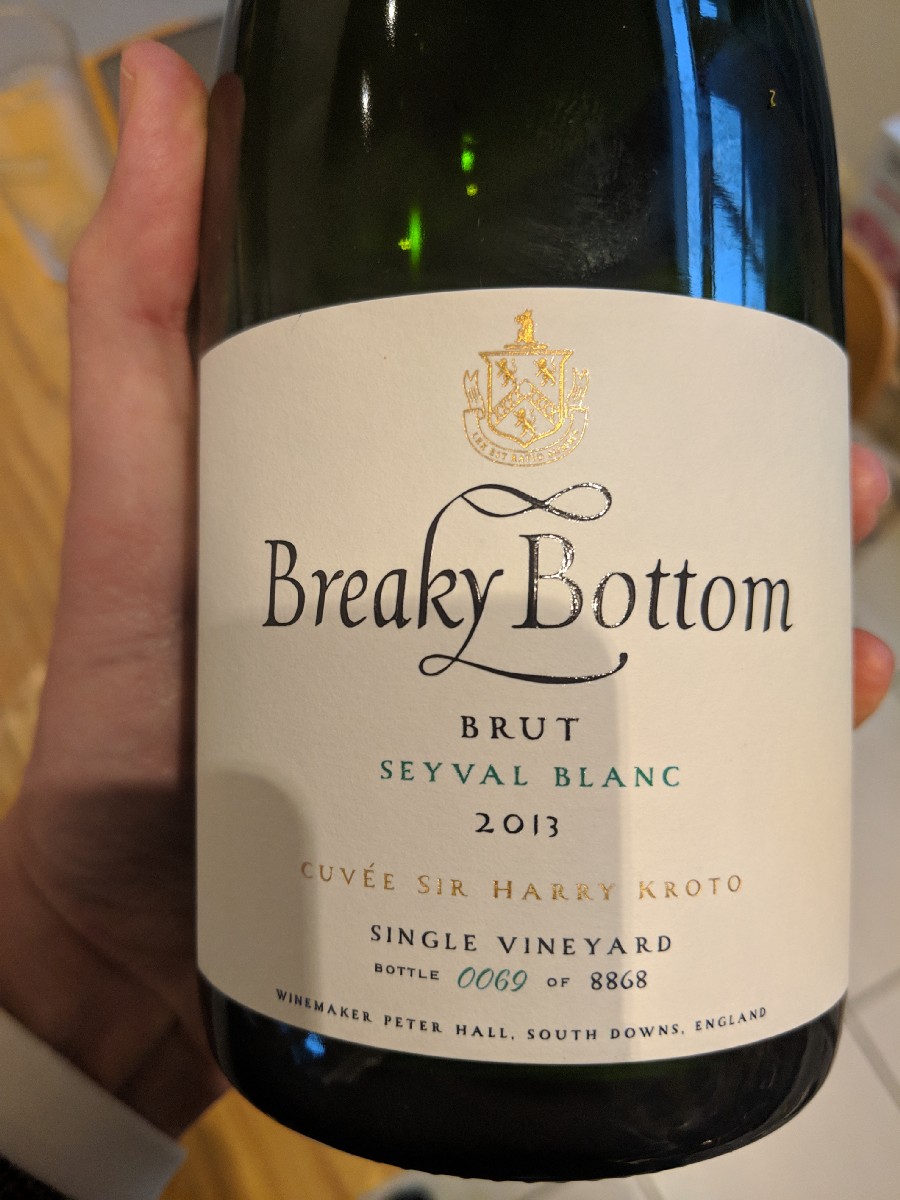 Breaky Bottom
BRUT
SEYVAL BLANC
2013
CUVÉE SIR HARRY KROTO
SINGLE VINEYARD
BOTTLE 0069 OF 8868
WINEMAKER PETER HALL, SOUTH DOWNS, ENGLAND